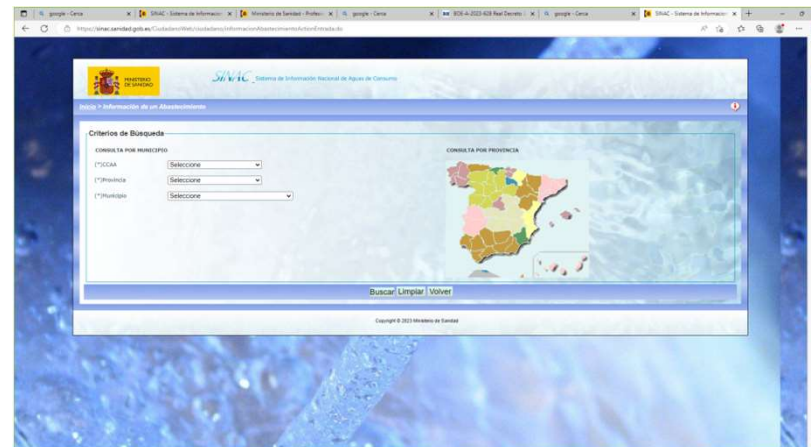 google - Cerca
SINAC - Sistema de Informacion
Ministerio de Sanidad - Profesio
google - Cerca
BOE-A-2023-628 Real Decreto
google - Cerca
SINAC - Sistema de Informacion
https://sinac.sanidad.gob.es/CiudadanoWeb/ciudadano/informacionAbastecimientoActionEntrada.do
MINISTERIO
DE SANIDAD
SINAC _Sistema de Información Nacional de Aguas de Consumo
Inicio > Información de un Abastecimiento
Criterios de Búsqueda
CONSULTA POR MUNICIPIO
CONSULTA POR PROVINCIA
(*)CCAA Seleccione
(*)Provincia Seleccione
(*)Municipio Seleccione
Buscar Limpiar Volver
Copyright © 2023 Ministerio de Sanidad